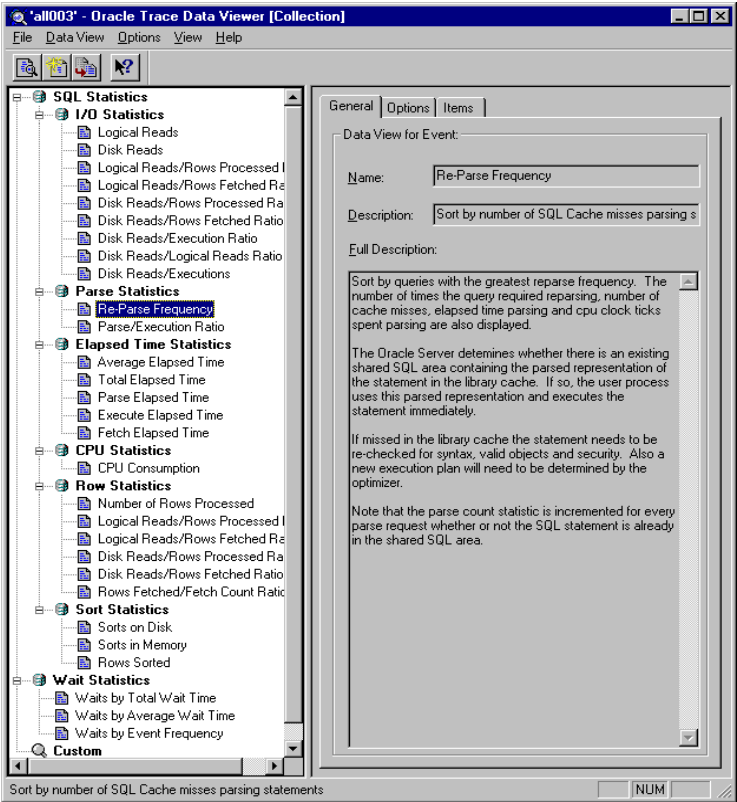 'all003' - Oracle Trace Data Viewer [Collection]
File Data View Options View Help
SQL Statistics
I/O Statistics
Logical Reads
Disk Reads
Logical Reads/Rows Processed
Logical Reads/Rows Fetched Ra
Disk Reads/Rows Processed Ra
Disk Reads/Rows Fetched Ratio
Disk Reads/Execution Ratio
Disk Reads/Logical Reads Ratio
Disk Reads/Executions
Parse Statistics
Re-Parse Frequency
Parse/Execution Ratio
Elapsed Time Statistics
Average Elapsed Time
Total Elapsed Time
Parse Elapsed Time
Execute Elapsed Time
Fetch Elapsed Time
CPU Statistics
CPU Consumption
Row Statistics
Number of Rows Processed
Logical Reads/Rows Processed
Logical Reads/Rows Fetched Ra
Disk Reads/Rows Processed Ra
Disk Reads/Rows Fetched Ratio
Rows Fetched/Fetch Count Ratic
Sort Statistics
Sorts on Disk
Sorts in Memory
Rows Sorted
Wait Statistics
Waits by Total Wait Time
Waits by Average Wait Time
Waits by Event Frequency
Custom
General Options Items
Data View for Event:
Name: Re-Parse Frequency
Description: Sort by number of SQL Cache misses parsing s
Full Description:
Sort by queries with the greatest reparse frequency. The
number of times the query required reparsing, number of
cache misses, elapsed time parsing and cpu clock ticks
spent parsing are also displayed.
The Oracle Server detemines whether there is an existing
shared SQL area containing the parsed representation of
the statement in the library cache. If so, the user process
uses this parsed representation and executes the
statement immediately.
If missed in the library cache the statement needs to be
re-checked for syntax, valid objects and security. Also a
new execution plan will need to be determined by the
optimizer.
Note that the parse count statistic is incremented for every
parse request whether or not the SQL statement is already
in the shared SQL area.
Sort by number of SQL Cache misses parsing statements
NUM